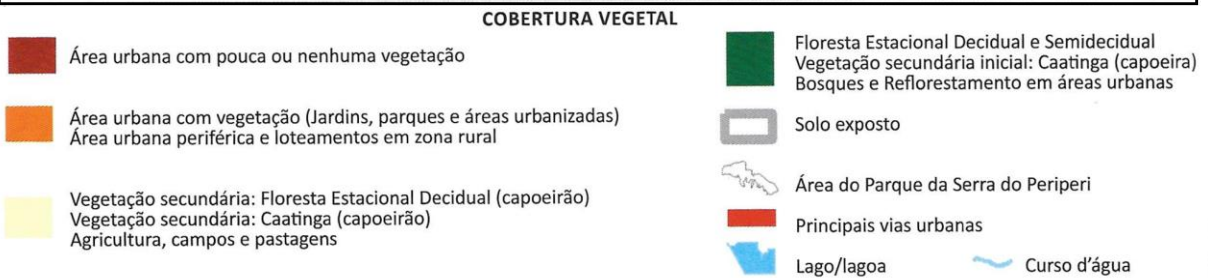 COBERTURA VEGETAL
Área urbana com pouca ou nenhuma vegetação
Área urbana com vegetação (Jardins, parques e áreas urbanizadas)
Área urbana periférica e loteamentos em zona rural
Vegetação secundária: Floresta Estacional Decidual (capoeirão)
Vegetação secundária: Caatinga (capoeirão)
Agricultura, campos e pastagens
Floresta Estacional Decidual e Semidecidual
Vegetação secundária inicial: Caatinga (capoeira)
Bosques e Reflorestamento em áreas urbanas
Solo exposto
Área do Parque da Serra do Periperi
Principais vias urbanas
Lago/lagoa
Curso d'água